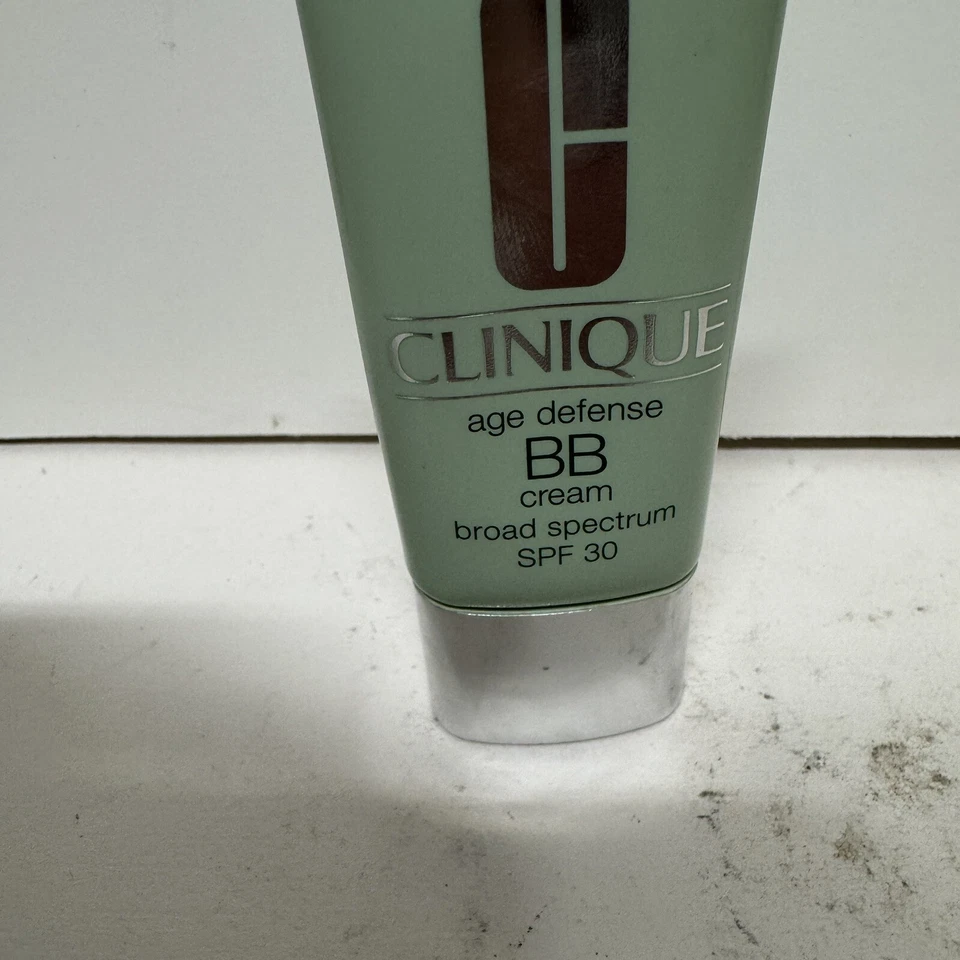 C
CLINIQUE
age defense
BB
cream
broad spectrum
SPF 30